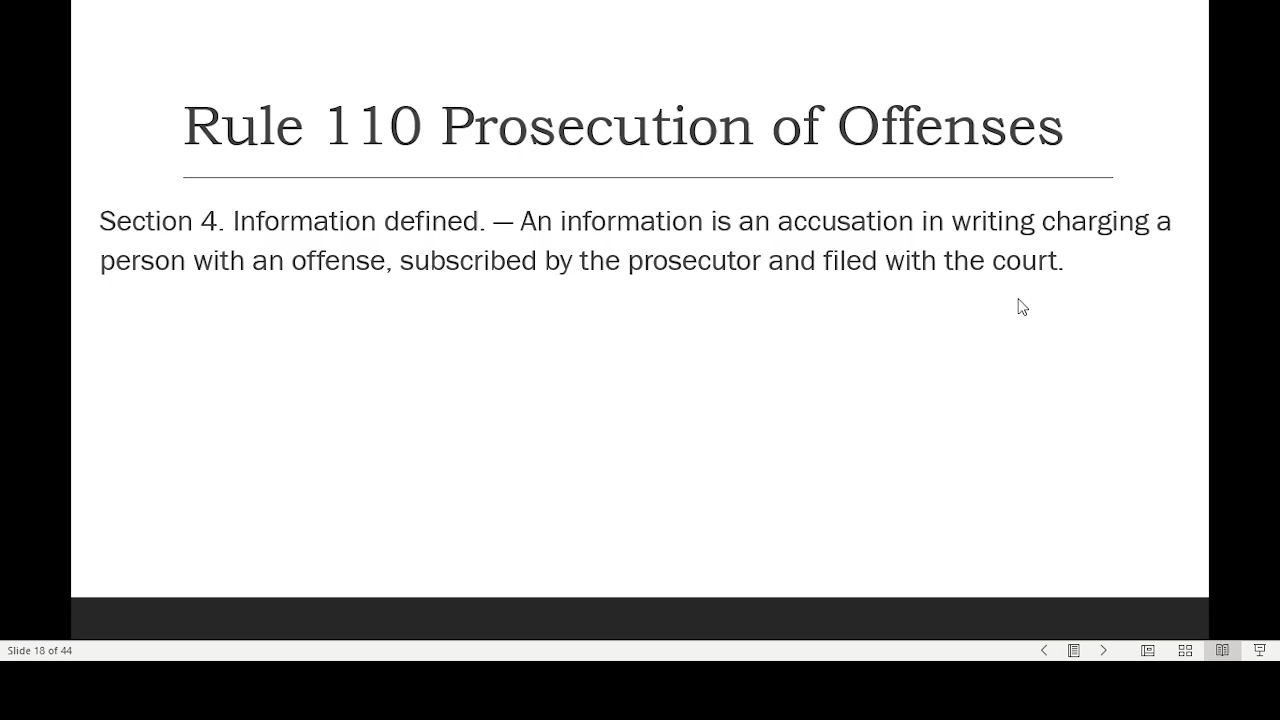 Rule 110 Prosecution of Offenses
Section 4. Information defined. — An information is an accusation in writing charging a
person with an offense, subscribed by the prosecutor and filed with the court.
Slide 18 of 44